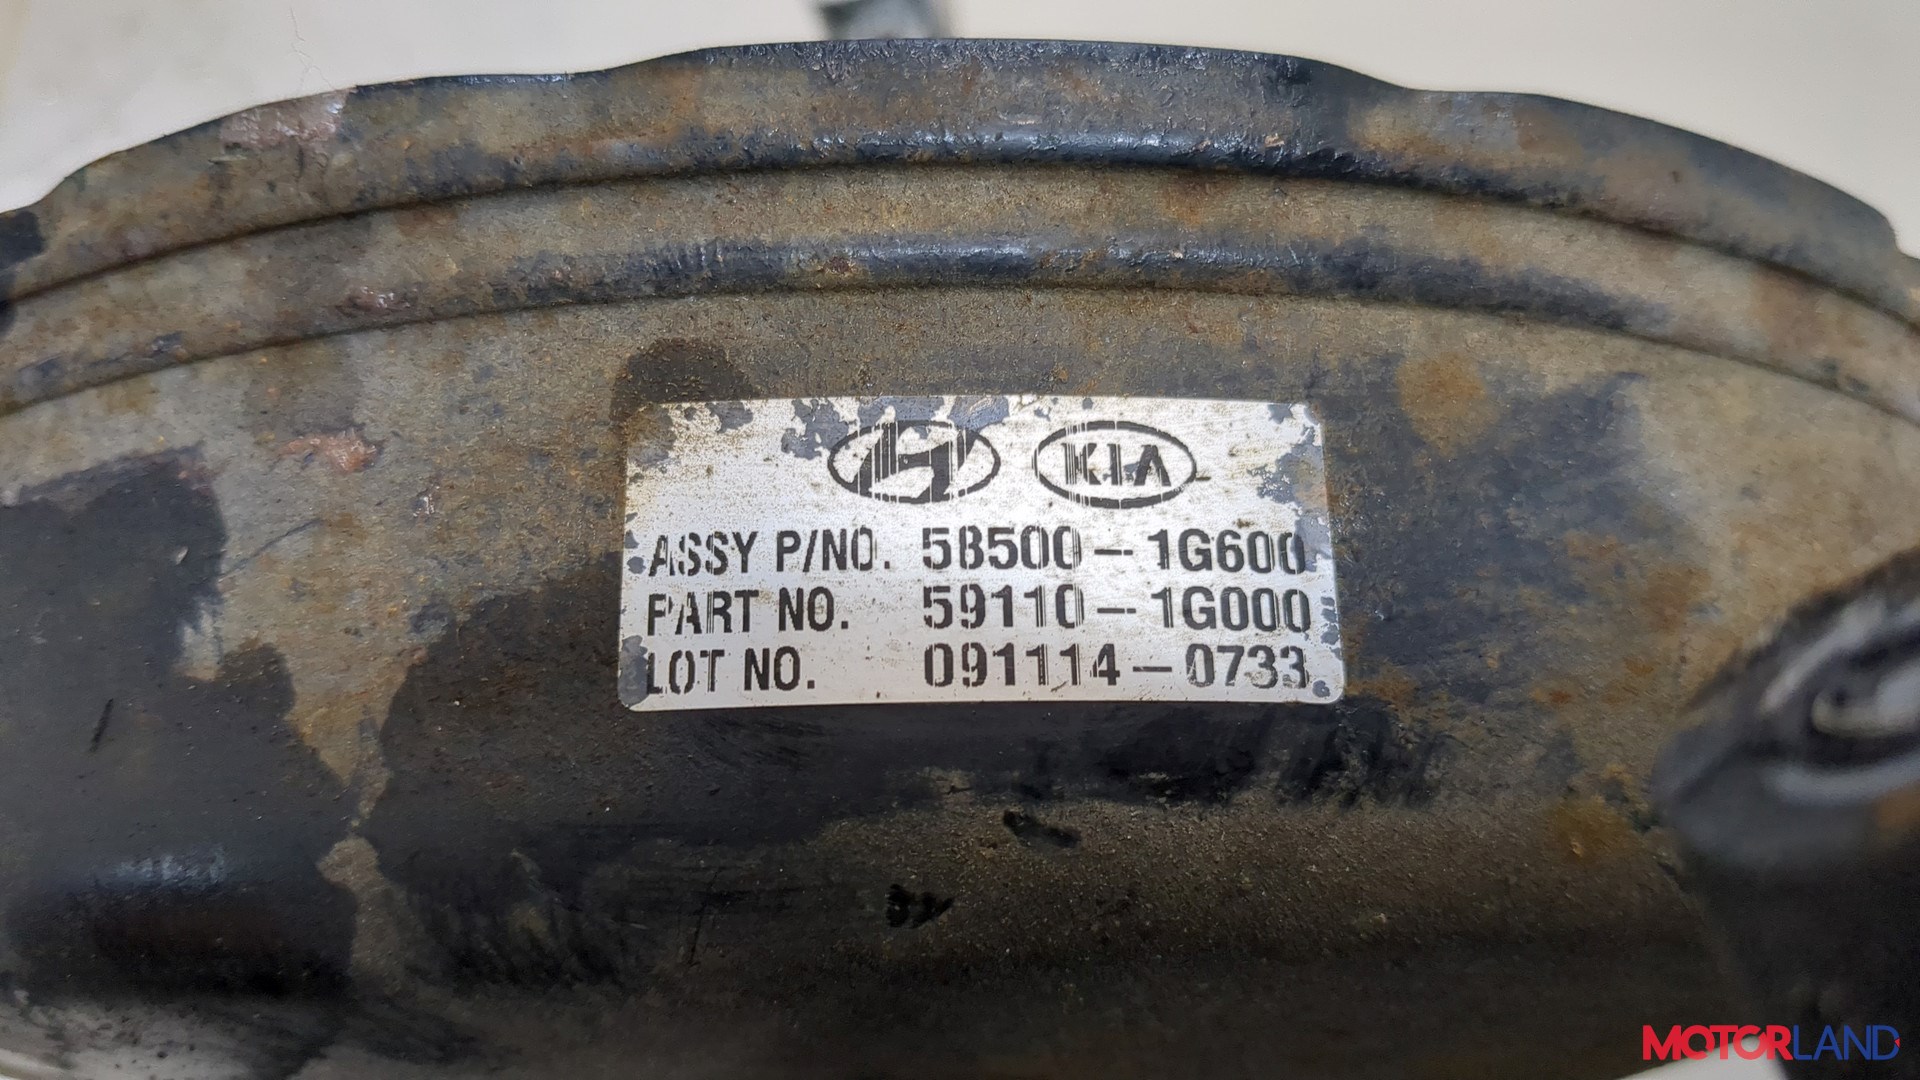 KIA
ASSY P/NO. 58500-1G600
PART NO. 59110-1G000
LOT NO. 091114-0733
MOTORLAND